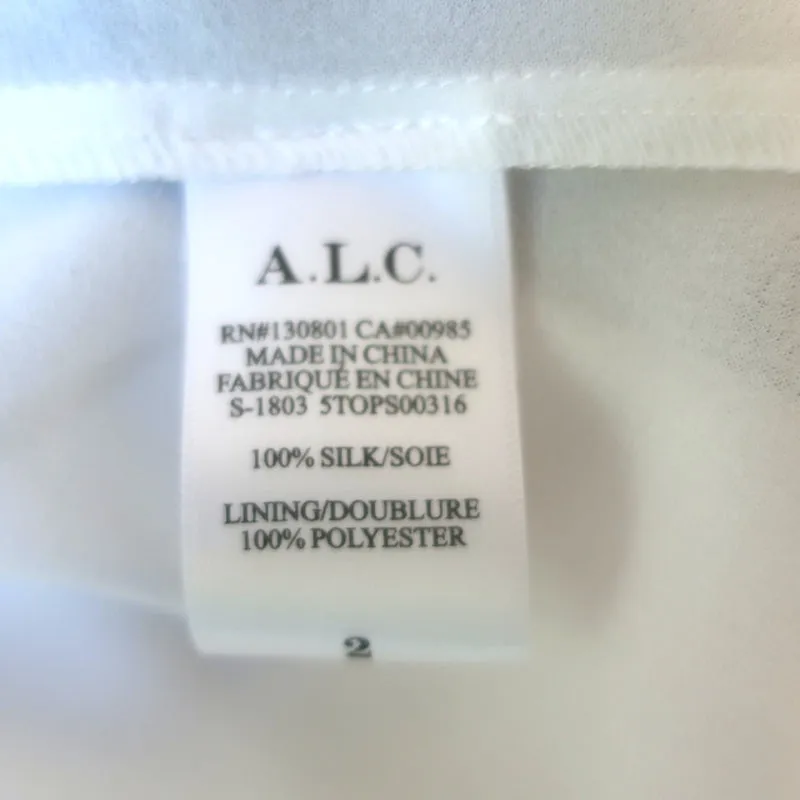 A.L.C.
RN#130801 CA#00985
MADE IN CHINA
FABRIQUÉ EN CHINE
S-1803 5TOPS00316
100% SILK/SOIE
LINING/DOUBLURE
100% POLYESTER
2